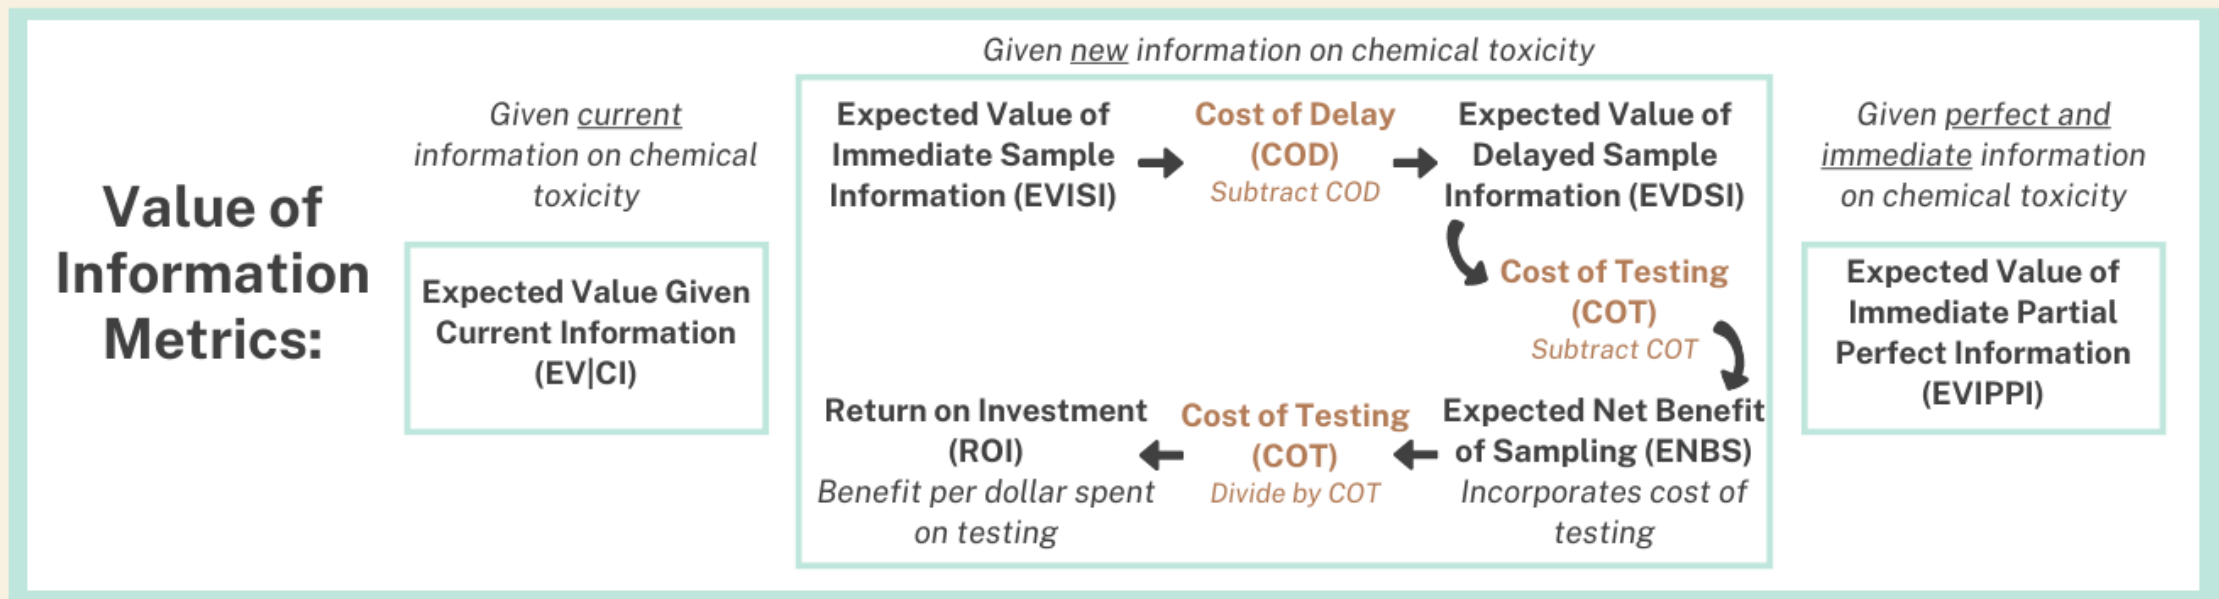 Value of
Information
Metrics:
Given current
information on chemical
toxicity
Expected Value Given
Current Information
(EV|CI)
Given new information on chemical toxicity
Expected Value of
Immediate Sample
Information (EVISI)
Cost of Delay
(COD)
Subtract COD
Expected Value of
Delayed Sample
Information (EVDSI)
Cost of Testing
(COT)
Subtract COT
Expected Net Benefit
of Sampling (ENBS)
Incorporates cost of
testing
Cost of Testing
(COT)
Divide by COT
Return on Investment
(ROI)
Benefit per dollar spent
on testing
Given perfect and
immediate information
on chemical toxicity
Expected Value of
Immediate Partial
Perfect Information
(EVIPPI)